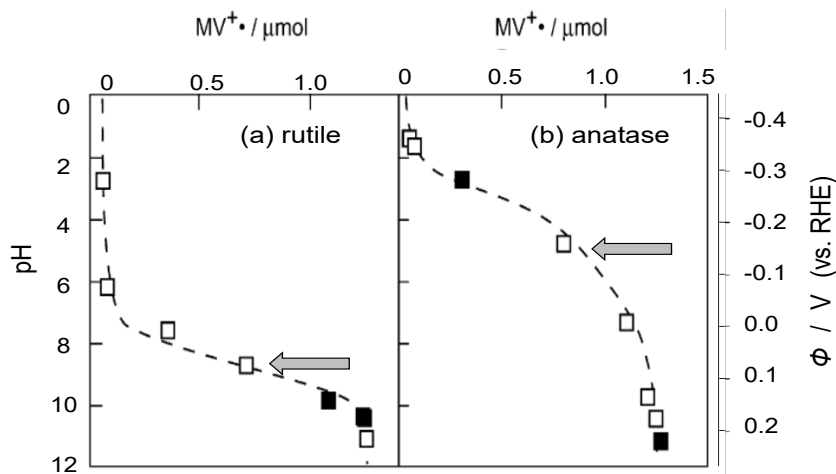 MV⁺• / μmol MV⁺• / μmol
0 0.5 1.0 0 0.5 1.0 1.5
(a) rutile (b) anatase
pH
0
2
4
6
8
10
12
-0.4
-0.3
-0.2
-0.1
0.0
0.1
0.2
Φ / V (vs. RHE)